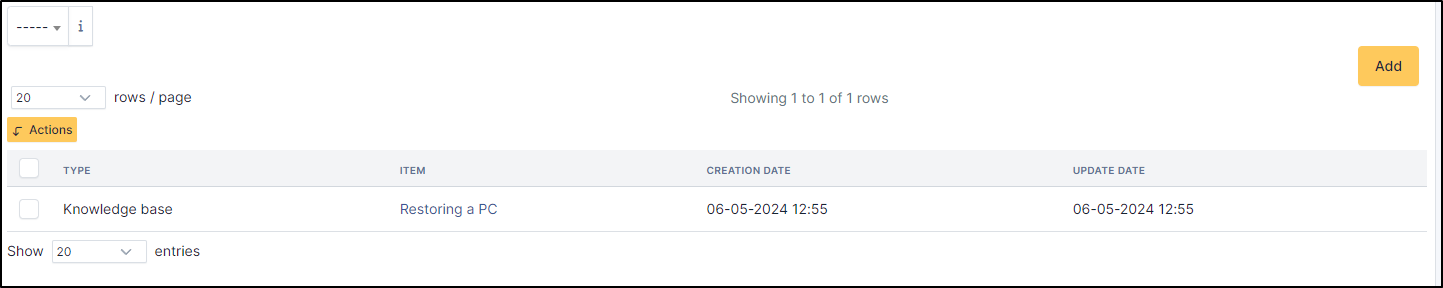 ----- i
Add
20 rows / page Showing 1 to 1 of 1 rows
Actions
TYPE ITEM CREATION DATE UPDATE DATE
Knowledge base Restoring a PC 06-05-2024 12:55 06-05-2024 12:55
Show 20 entries